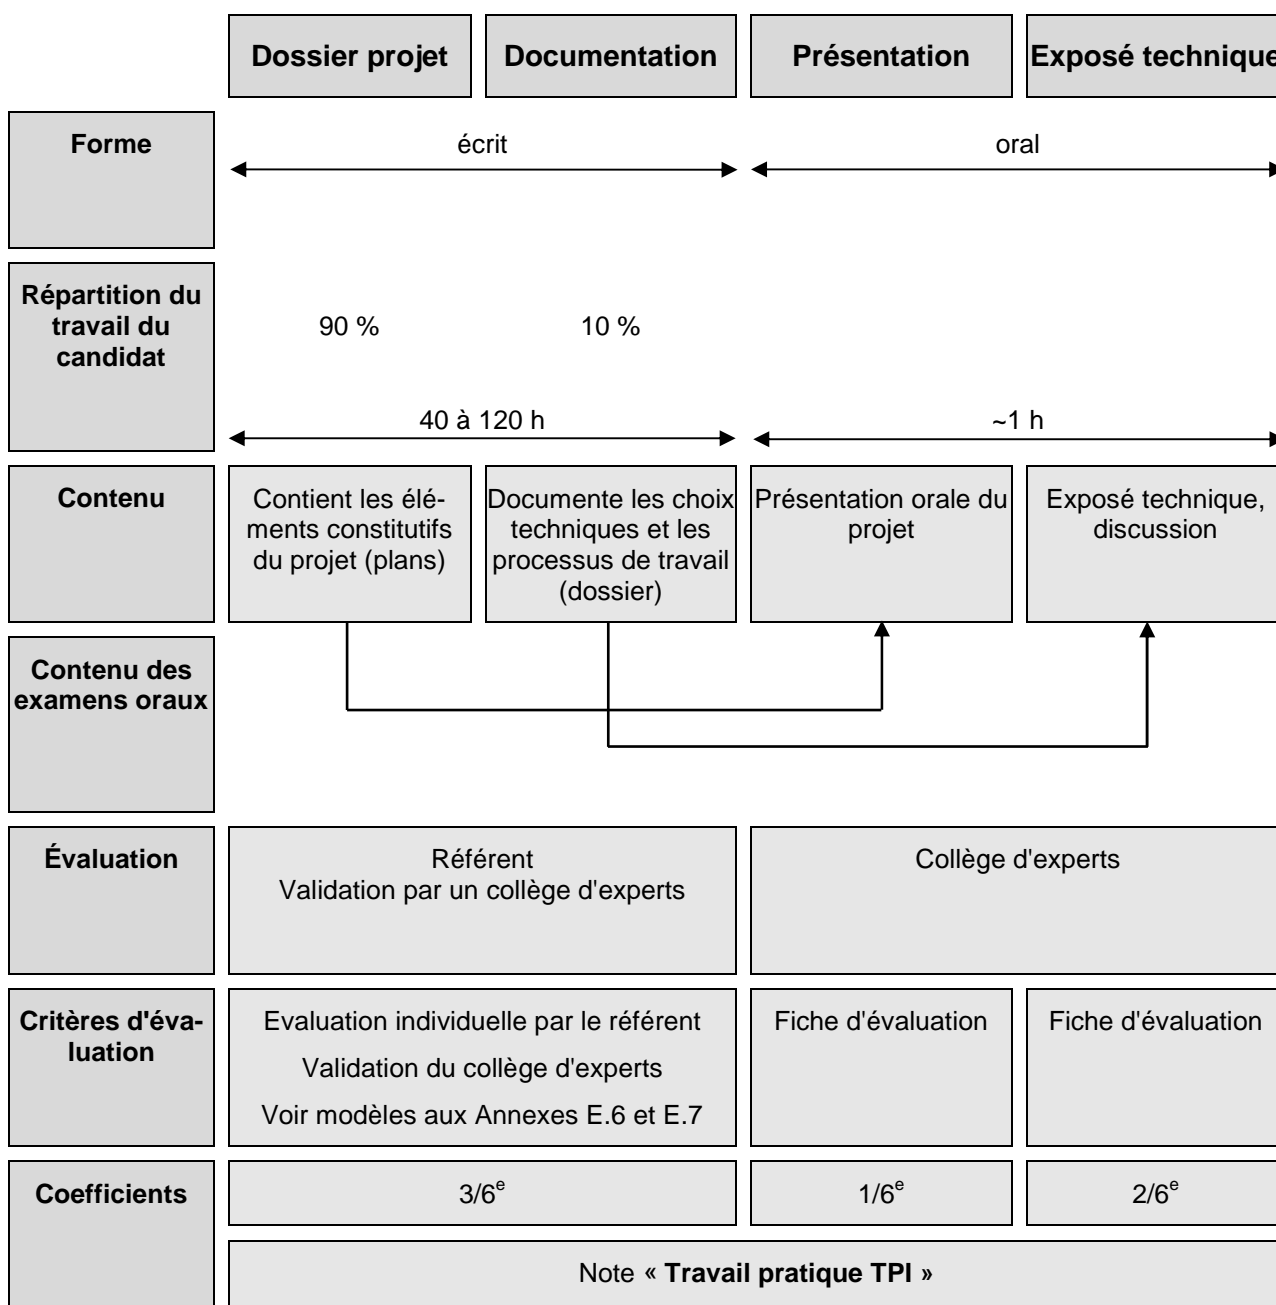 Dossier projet
Documentation
Présentation
Exposé technique
Forme
écrit
oral
Répartition du
travail du
candidat
90 %
10 %
40 à 120 h
~1 h
Contenu
Contient les élé-
ments constitutifs
du projet (plans)
Documente les choix
techniques et les
processus de travail
(dossier)
Présentation orale du
projet
Exposé technique,
discussion
Contenu des
examens oraux
Évaluation
Référent
Validation par un collège d'experts
Collège d'experts
Critères d'éva-
luation
Evaluation individuelle par le référent
Validation du collège d'experts
Voir modèles aux Annexes E.6 et E.7
Fiche d'évaluation
Fiche d'évaluation
Coefficients
3/6e
1/6e
2/6e
Note « Travail pratique TPI »